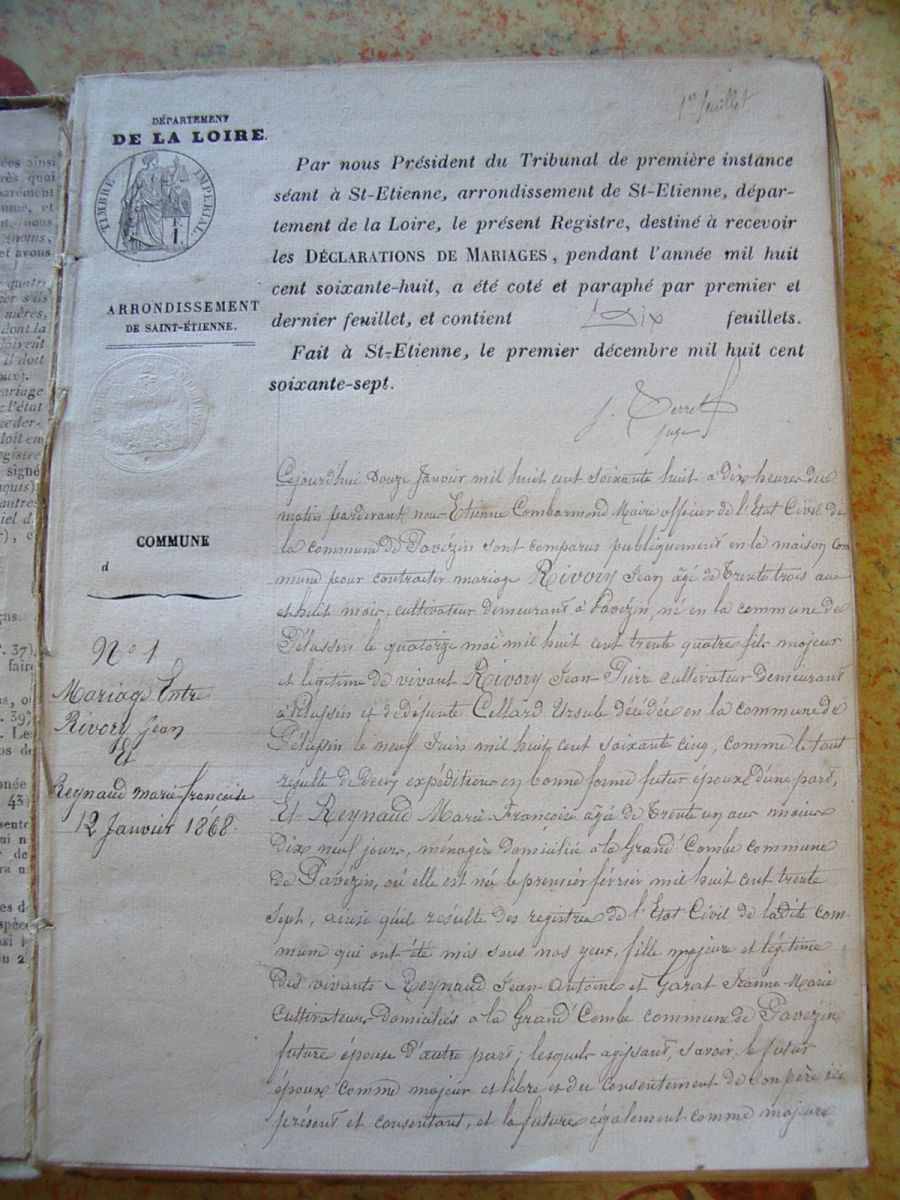 1er feuillet
DÉPARTEMENT
DE LA LOIRE.
TIMBRE IMPÉRIAL
ARRONDISSEMENT
DE SAINT-ÉTIENNE.
Par nous Président du Tribunal de première instance
séant à St-Etienne, arrondissement de St-Etienne, dépar-
tement de la Loire, le présent Registre, destiné à recevoir
les DÉCLARATIONS DE MARIAGES, pendant l'année mil huit
cent soixante-huit, a été coté et paraphé par premier et
dernier feuillet, et contient Dix feuillets.
Fait à St-Etienne, le premier décembre mil huit cent
soixante-sept.
juge
COMMUNE
d
N° 1
Mariage Entre
Rivory Jean
Et
Reynaud marie françoise
12 Janvier 1868
Cejourd'hui Douze Janvier mil huit cent soixante huit a dix heures du
matin pardevant nous Etienne Combarmond Maire officier de l'Etat Civil de
la commune de Pavézin sont comparus publiquement en la maison com
mune pour contracter mariage Rivory Jean âgé de Trente trois ans
et huit mois, cultivateur demeurant à Pavézin, né en la commune de
Pélussin le quatorze mai mil huit cent trente quatre fils majeur
et légitime de vivant Rivory Jean-Pierre cultivateur demeurant
à Pélussin et de défunte Cellard Ursule décédée en la commune de
Pélussin le neuf Juin mil huit cent soixante cinq, comme le tout
résulte de deux expéditions en bonne forme futur époux d'une part,
Et Reynaud Marie-Françoise âgée de Trente un ans moins
dix neuf jours, ménagère domiciliée a la Grand'Combe commune
de Pavézin, où elle est née le premier février mil huit cent trente
sept, ainsi qu'il résulte des registres de l'Etat Civil de ladite com-
mune qui ont été mis sous nos yeux, fille majeure et légitime
des vivants Reynaud Jean-Antoine et Garat Jeanne-Marie
Cultivateurs Domiciliés a la Grand'Combe commune de Pavézin
future épouse d'autre part; lesquels agissant, savoir le futur
époux comme majeur et libre et du consentement de son père ici
présent et consentant, et la future également comme majeure